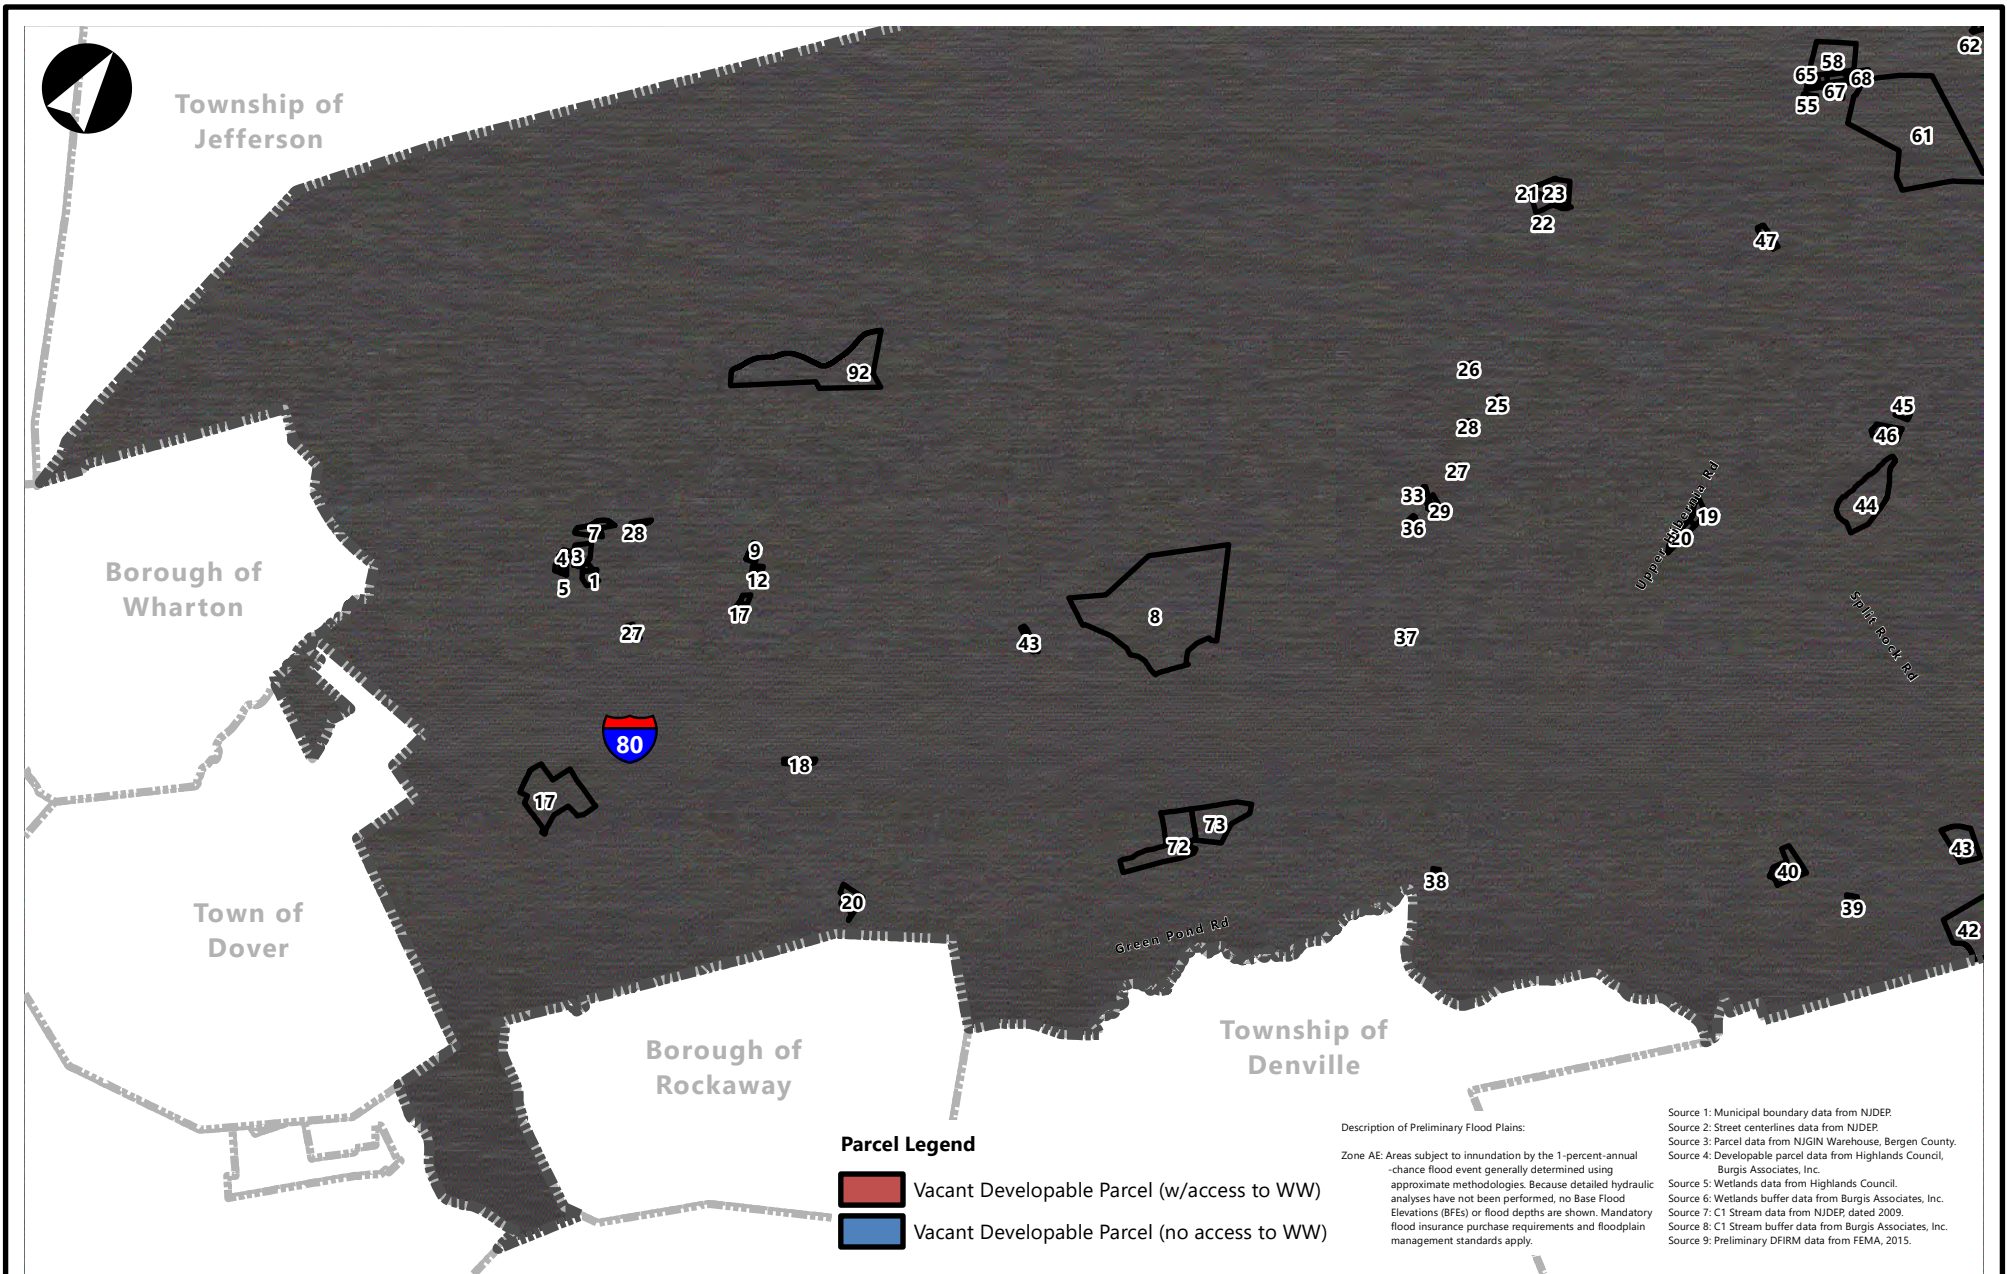 Township of
Jefferson
62
58
65
68
67
55
61
21
23
22
47
92
26
25
28
27
45
46
44
33
29
36
19
20
Upper Hibernia Rd
Split Rock Rd
Borough of
Wharton
7
28
4
3
5
1
9
12
17
27
43
8
37
80
17
18
73
72
20
38
40
43
39
42
Green Pond Rd
Town of
Dover
Borough of
Rockaway
Township of
Denville
Parcel Legend
Vacant Developable Parcel (w/access to WW)
Vacant Developable Parcel (no access to WW)
Description of Preliminary Flood Plains:
Zone AE: Areas subject to innundation by the 1-percent-annual
-chance flood event generally determined using
approximate methodologies. Because detailed hydraulic
analyses have not been performed, no Base Flood
Elevations (BFEs) or flood depths are shown. Mandatory
flood insurance purchase requirements and floodplain
management standards apply.
Source 1: Municipal boundary data from NJDEP.
Source 2: Street centerlines data from NJDEP.
Source 3: Parcel data from NJGIN Warehouse, Bergen County.
Source 4: Developable parcel data from Highlands Council,
Burgis Associates, Inc.
Source 5: Wetlands data from Highlands Council.
Source 6: Wetlands buffer data from Burgis Associates, Inc.
Source 7: C1 Stream data from NJDEP, dated 2009.
Source 8: C1 Stream buffer data from Burgis Associates, Inc.
Source 9: Preliminary DFIRM data from FEMA, 2015.